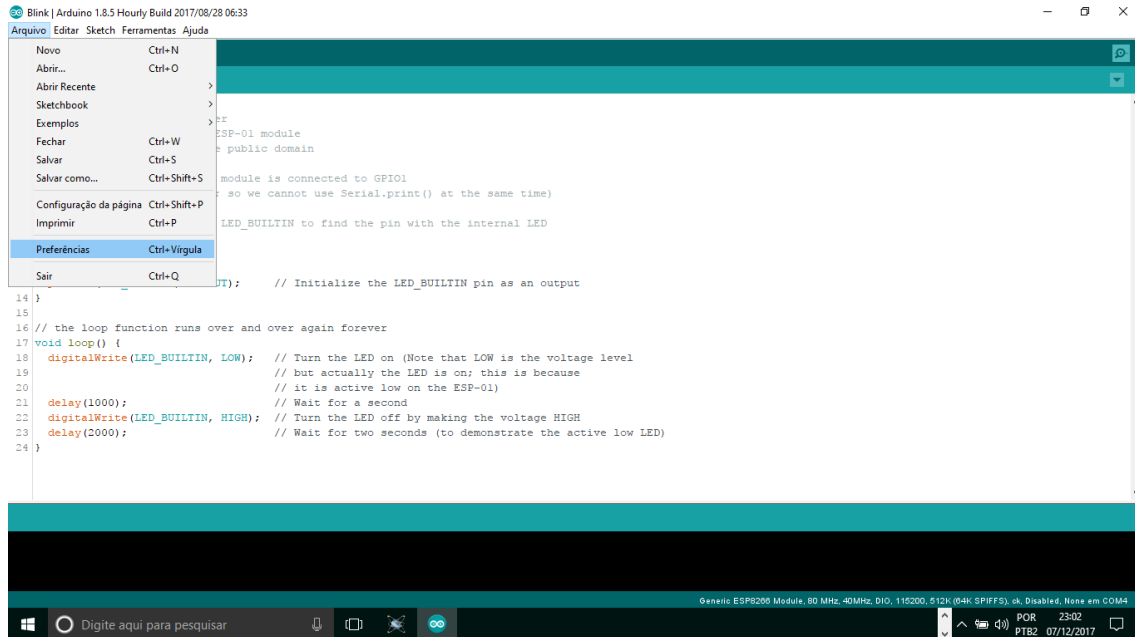 Blink | Arduino 1.8.5 Hourly Build 2017/08/28 06:33
Arquivo Editar Sketch Ferramentas Ajuda
Novo Ctrl+N
Abrir... Ctrl+O
Abrir Recente
Sketchbook
Exemplos
Fechar Ctrl+W
Salvar Ctrl+S
Salvar como... Ctrl+Shift+S
Configuração da página Ctrl+Shift+P
Imprimir Ctrl+P
Preferências Ctrl+Vírgula
Sair Ctrl+Q
er
ESP-01 module
public domain
module is connected to GPIO1
; so we cannot use Serial.print() at the same time)
LED_BUILTIN to find the pin with the internal LED
UT); // Initialize the LED_BUILTIN pin as an output
14 }
15
16 // the loop function runs over and over again forever
17 void loop() {
18 digitalWrite(LED_BUILTIN, LOW); // Turn the LED on (Note that LOW is the voltage level
19 // but actually the LED is on; this is because
20 // it is active low on the ESP-01)
21 delay(1000); // Wait for a second
22 digitalWrite(LED_BUILTIN, HIGH); // Turn the LED off by making the voltage HIGH
23 delay(2000); // Wait for two seconds (to demonstrate the active low LED)
24 }
Generic ESP8266 Module, 80 MHz, 40MHz, DIO, 115200, 512K (64K SPIFFS), ck, Disabled, None em COM4
Digite aqui para pesquisar
POR 23:02
PTB2 07/12/2017